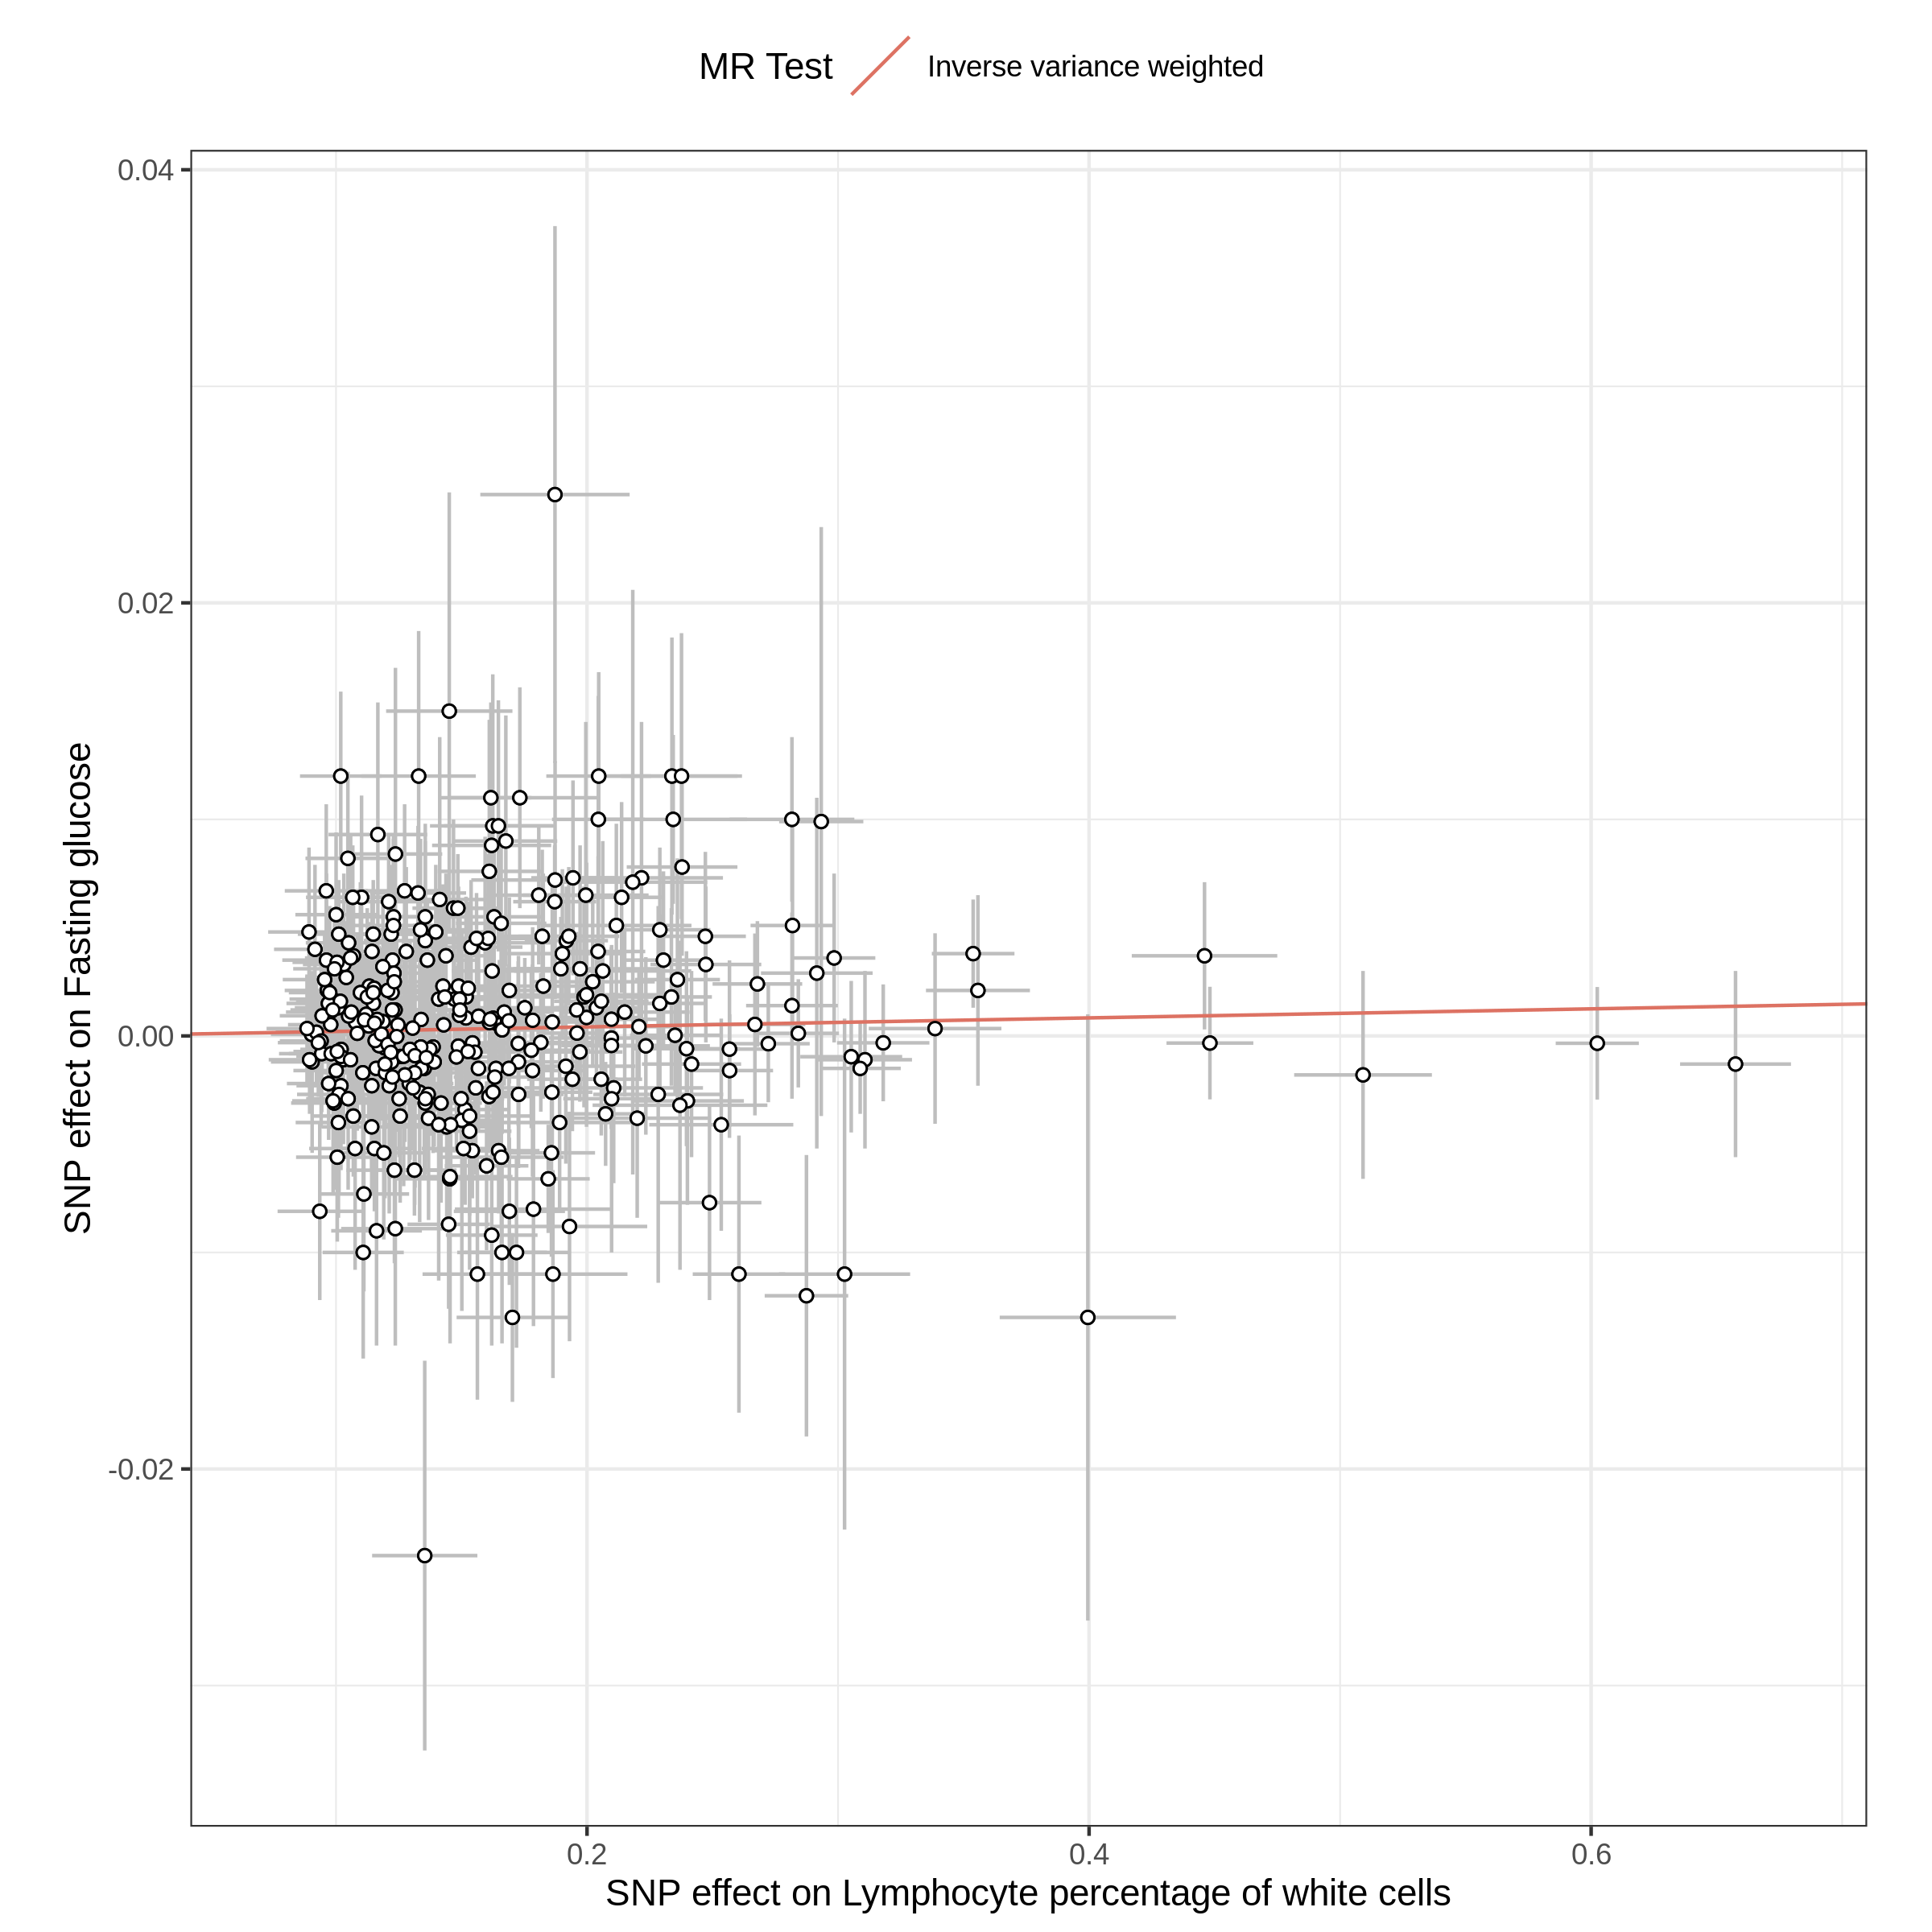 MR Test Inverse variance weighted
0.04
0.02
0.00
-0.02
SNP effect on Fasting glucose
0.2 0.4 0.6
SNP effect on Lymphocyte percentage of white cells